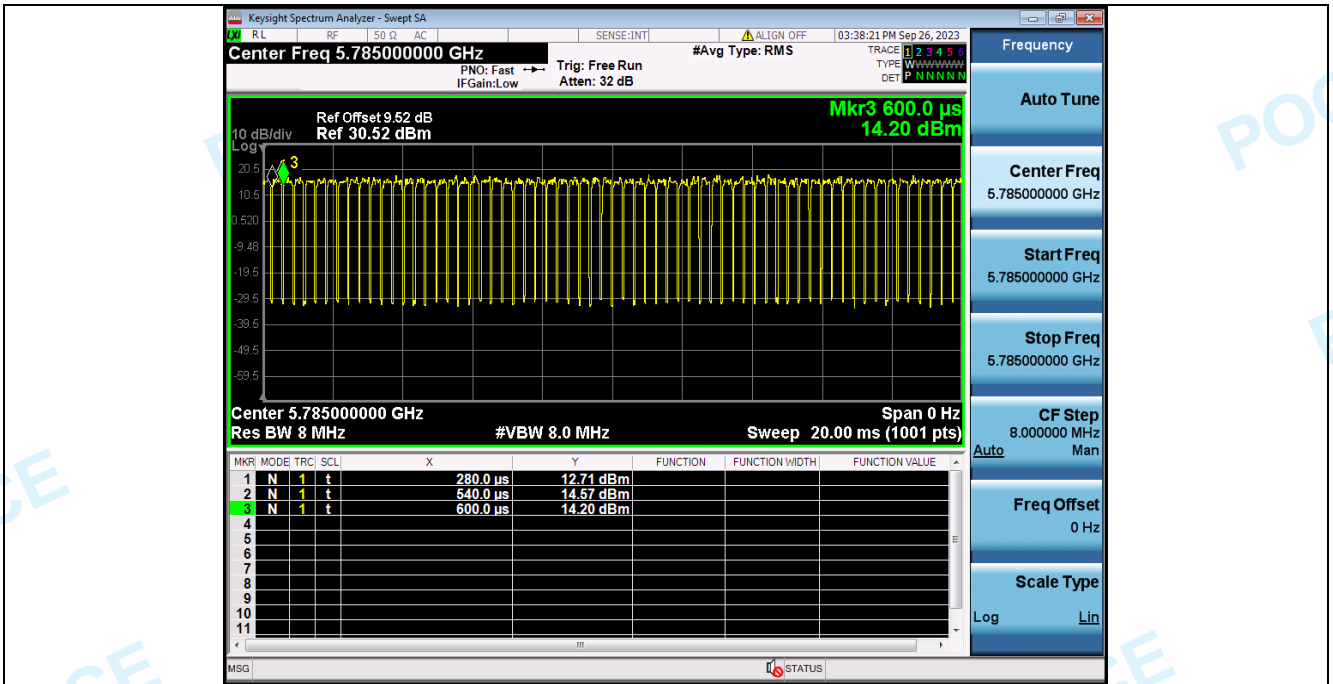 Keysight Spectrum Analyzer - Swept SA
LXI RL RF 50 Ω AC SENSE:INT ALIGN OFF 03:38:21 PM Sep 26, 2023
Center Freq 5.785000000 GHz
#Avg Type: RMS
TRACE 1 2 3 4 5 6
TYPE WWWWWW
DET P N N N N N
PNO: Fast
IFGain:Low
Trig: Free Run
Atten: 32 dB
Frequency
Auto Tune
Center Freq
5.785000000 GHz
Start Freq
5.785000000 GHz
Stop Freq
5.785000000 GHz
CF Step
8.000000 MHz
Auto Man
Freq Offset
0 Hz
Scale Type
Log Lin
Mkr3 600.0 µs
14.20 dBm
Ref Offset 9.52 dB
10 dB/div Ref 30.52 dBm
Log
3
20.5
10.5
0.520
-9.48
-19.5
-29.5
-39.5
-49.5
-59.5
Center 5.785000000 GHz Span 0 Hz
Res BW 8 MHz #VBW 8.0 MHz Sweep 20.00 ms (1001 pts)
MKR MODE TRC SCL X Y FUNCTION FUNCTION WIDTH FUNCTION VALUE
1 N 1 t 280.0 µs 12.71 dBm
2 N 1 t 540.0 µs 14.57 dBm
3 N 1 t 600.0 µs 14.20 dBm
4
5
6
7
8
9
10
11
MSG STATUS
POC
CE
CE
CE